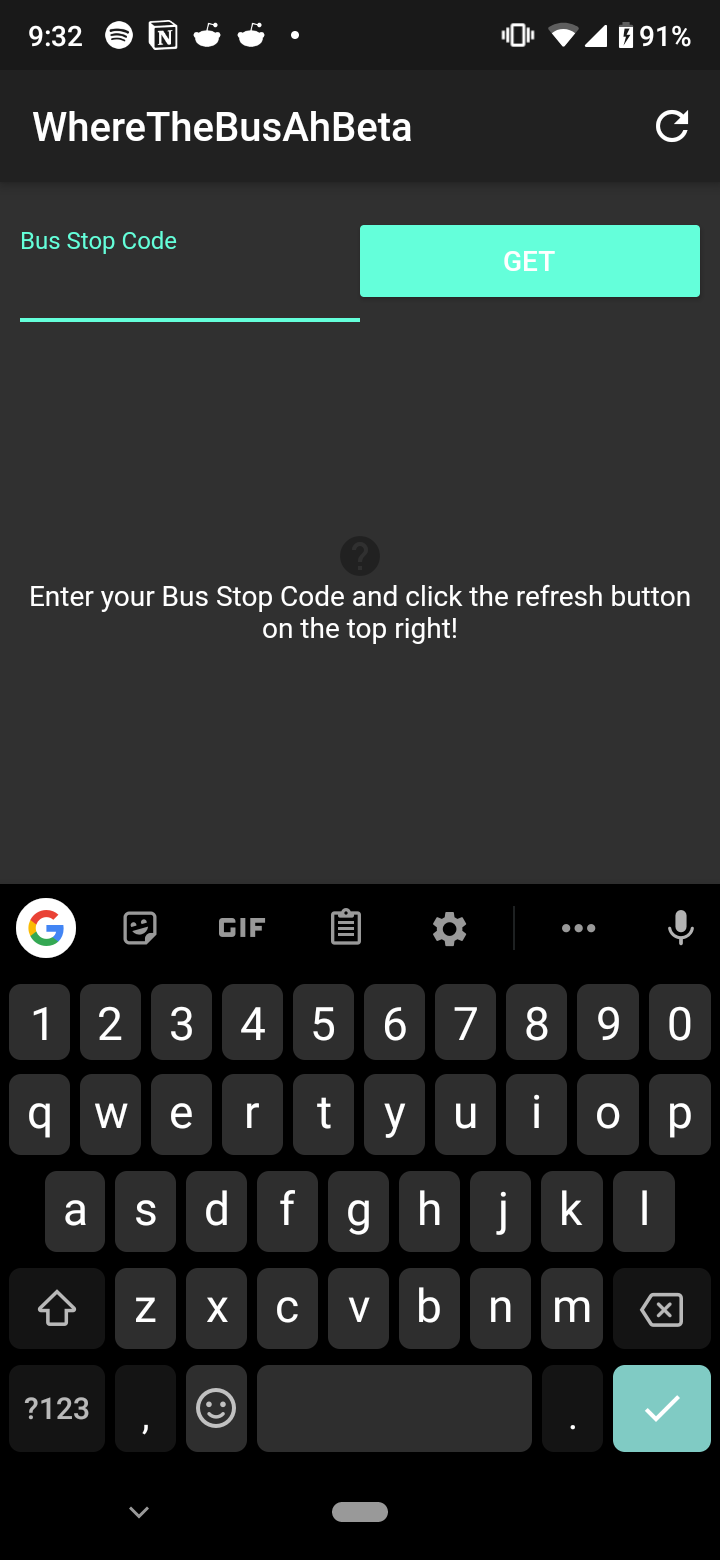 9:32 91%
WhereTheBusAhBeta
Bus Stop Code
GET
Enter your Bus Stop Code and click the refresh button
on the top right!
GIF
1 2 3 4 5 6 7 8 9 0
q w e r t y u i o p
a s d f g h j k l
z x c v b n m
?123 , .